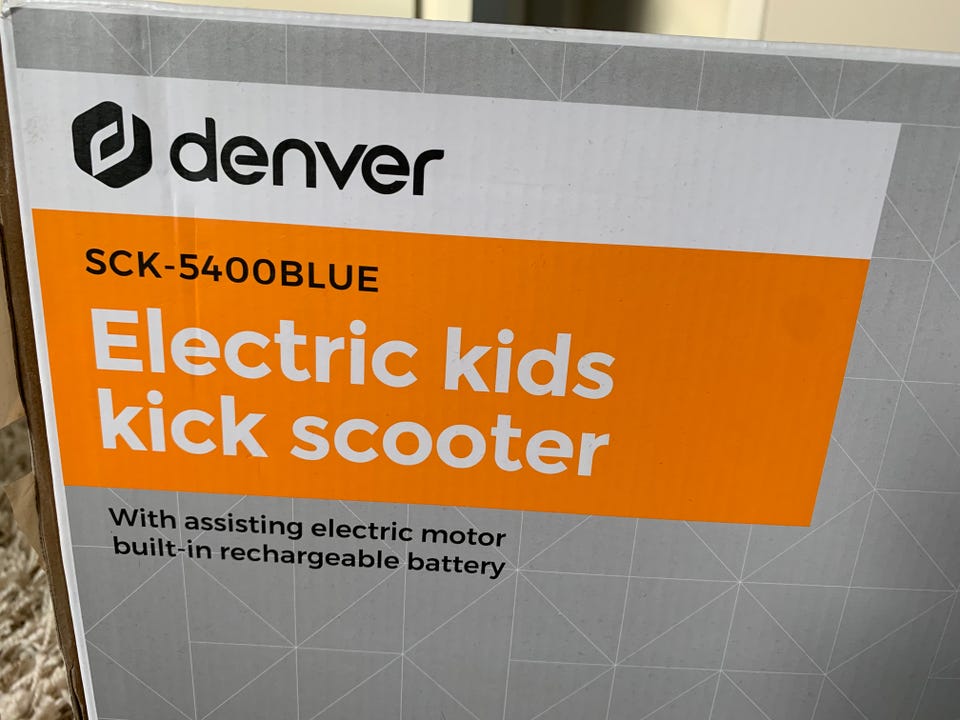 denver
SCK-5400BLUE
Electric kids
kick scooter
With assisting electric motor
built-in rechargeable battery